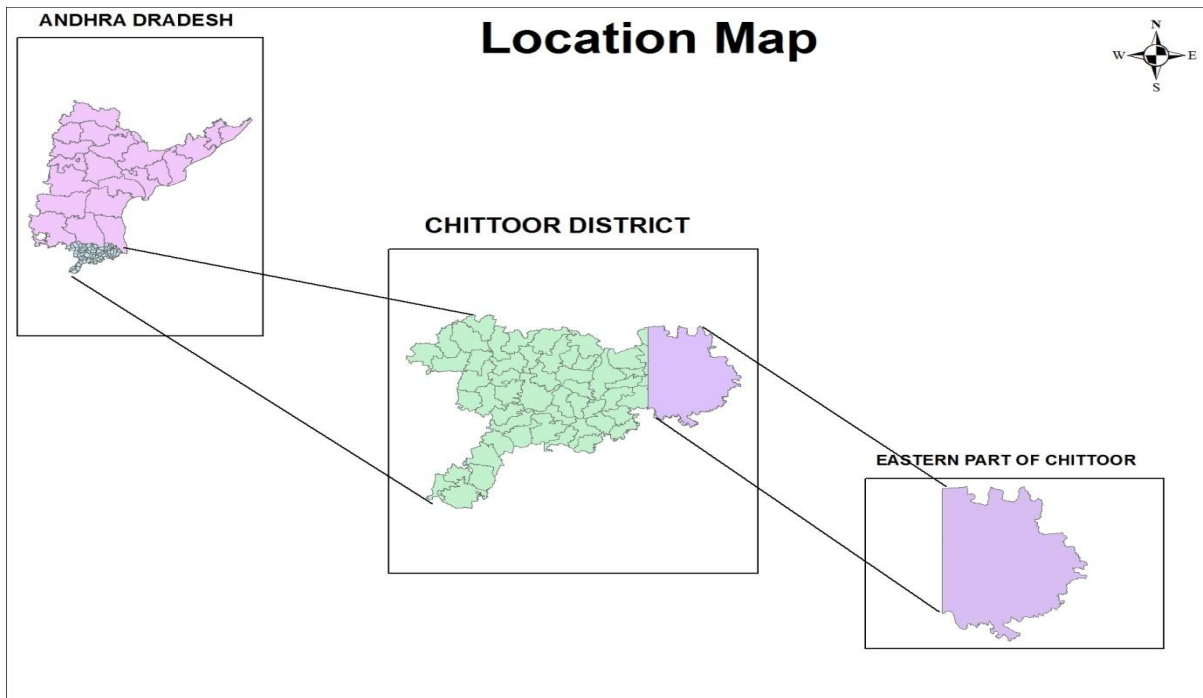 ANDHRA DRADESH
Location Map
N
W E
S
CHITTOOR DISTRICT
EASTERN PART OF CHITTOOR